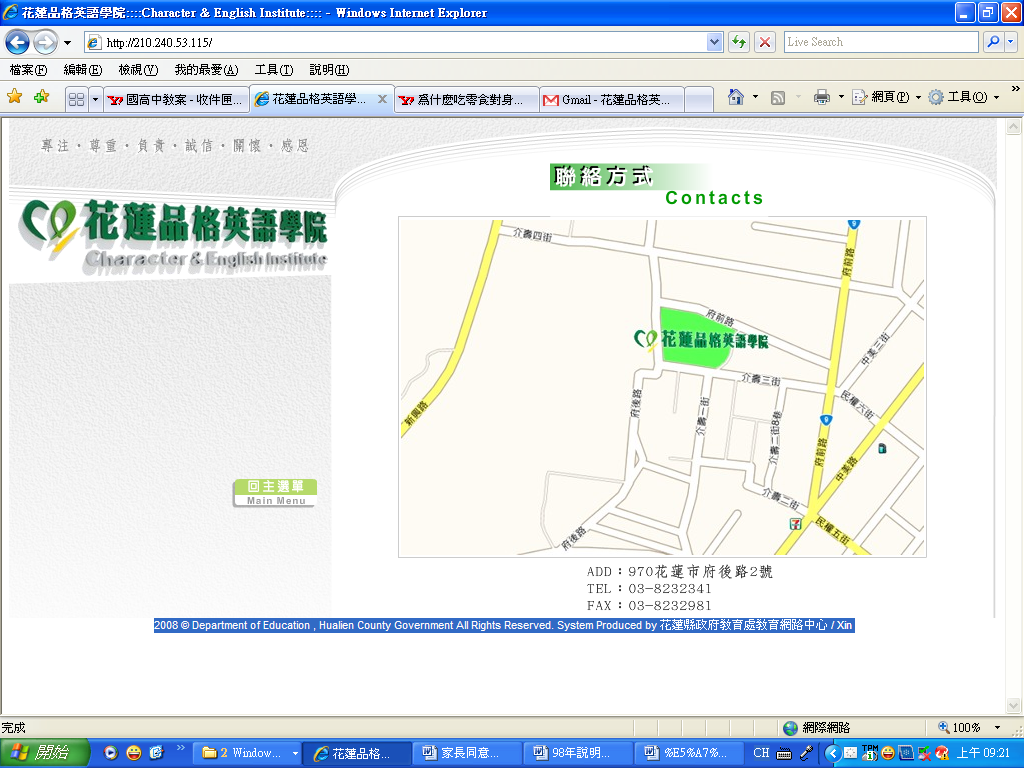 花蓮品格英語學院::::Character & English Institute:::: - Windows Internet Explorer
http://210.240.53.115/
Live Search
檔案(F) 編輯(E) 檢視(V) 我的最愛(A) 工具(T) 說明(H)
國高中教案 - 收件匣... 花蓮品格英語學... 爲什麼吃零食對身... Gmail - 花蓮品格英... 網頁(P) 工具(O)
專注‧尊重‧負責‧誠信‧關懷‧感恩
聯絡方式
Contacts
花蓮品格英語學院
Character & English Institute
介壽四街
府前路
府前路
花蓮品格英語學院
中美三街
介壽三街
府後路
介壽二街
民權六街
新興路
介壽二街8巷
府前路
中美路
介壽二街
民權五街
府後路
回主選單
Main Menu
ADD：970花蓮市府後路2號
TEL：03-8232341
FAX：03-8232981
2008 © Department of Education , Hualien County Government All Rights Reserved. System Produced by 花蓮縣政府教育處教育網路中心 / Xin
完成 網際網路 100%
開始 2 Window... 花蓮品格... 家長同意... 98年說明... %E5%A7%... CH 上午 09:21